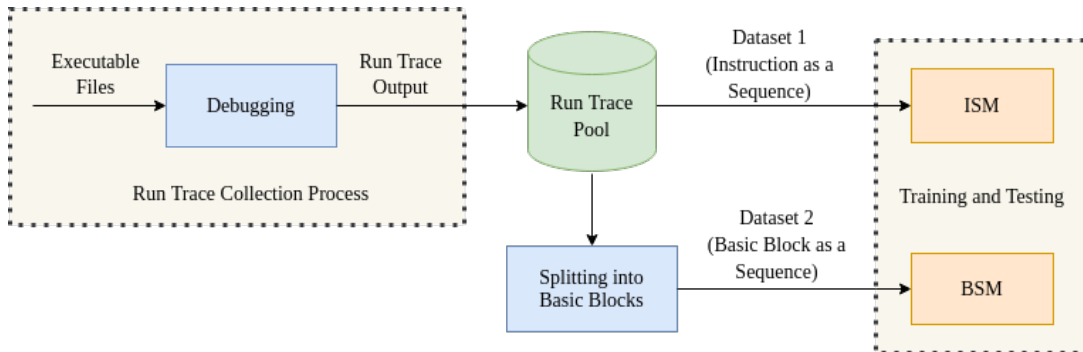 Executable
Files
Debugging
Run Trace
Output
Run Trace Collection Process
Run Trace
Pool
Dataset 1
(Instruction as a
Sequence)
ISM
Training and Testing
Dataset 2
(Basic Block as a
Sequence)
Splitting into
Basic Blocks
BSM